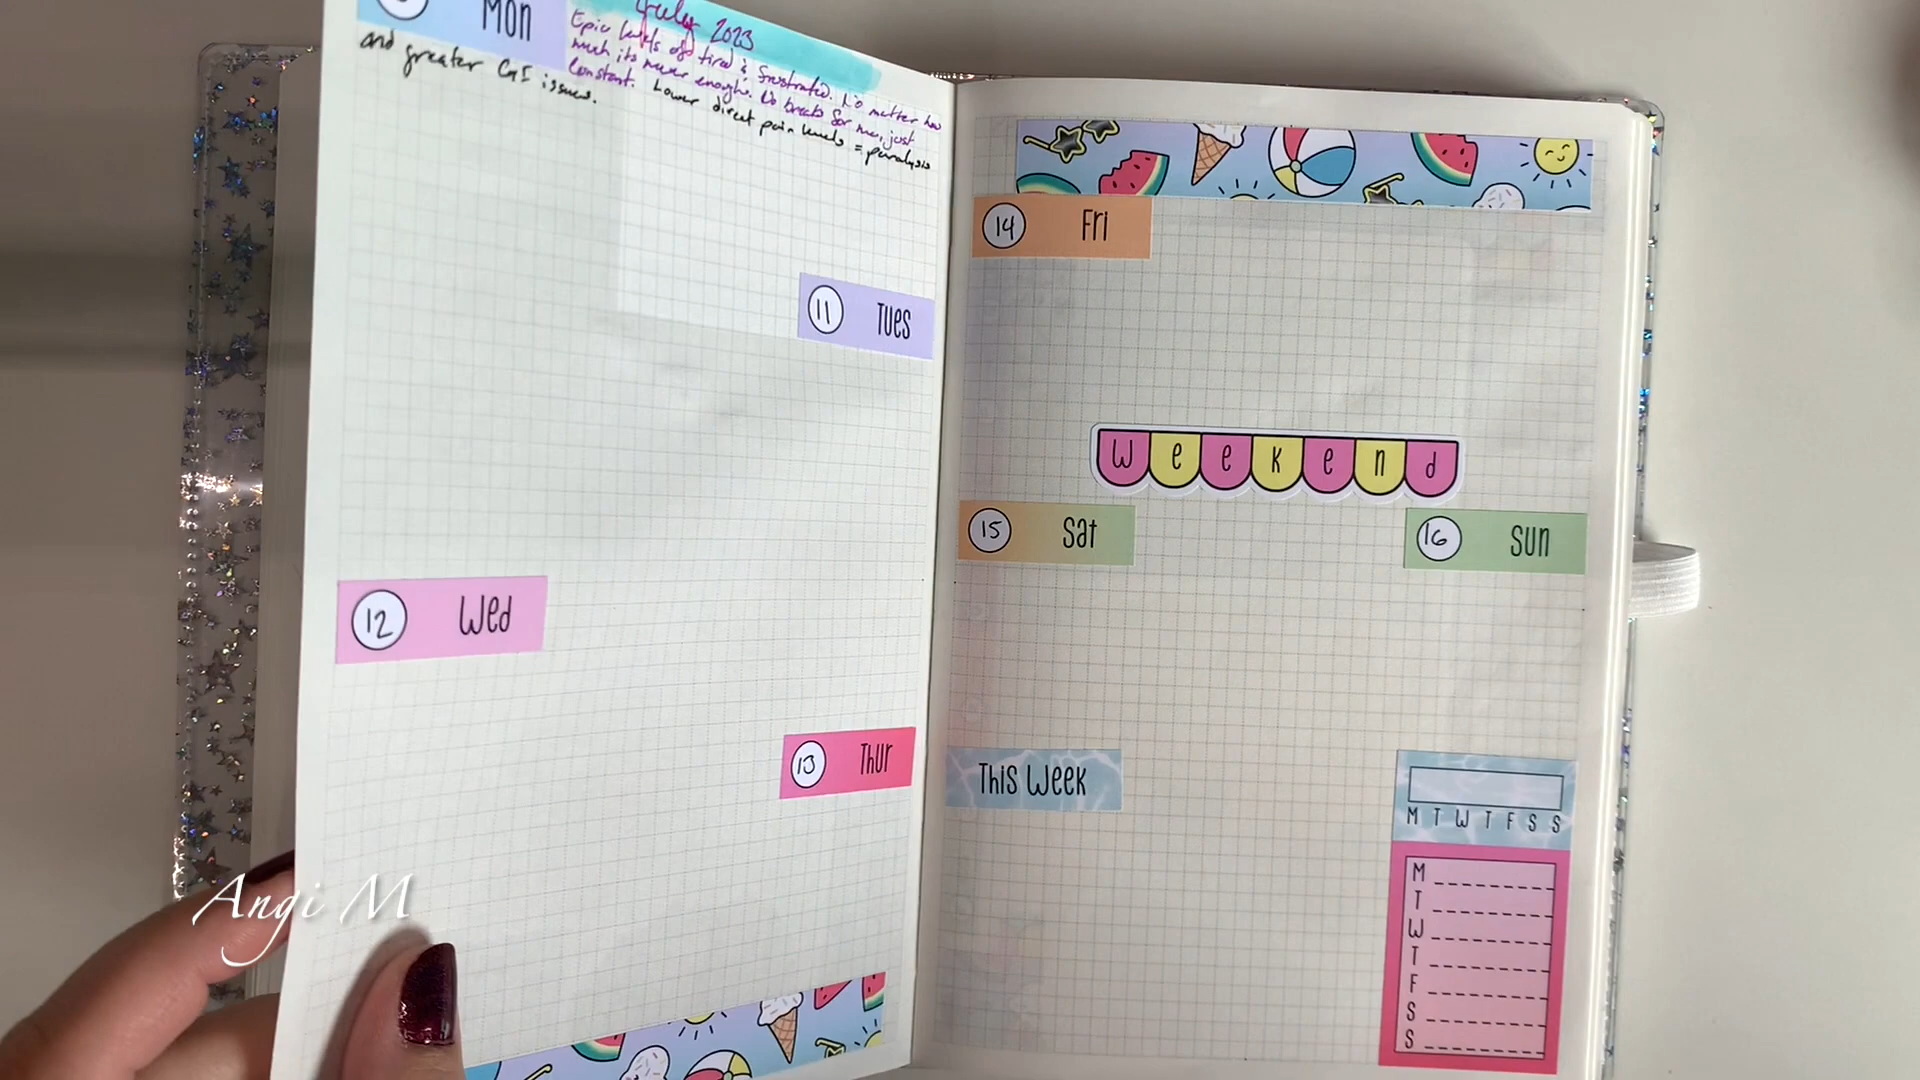 Mon
July 2023
Epic levels of tired & frustrated. No matter how
much its never enough. No breaks for me, just
constant. Lower direct pain levels = paralysis
and greater GI issues.
11 Tues
12 Wed
13 Thur
14 Fri
weekend
15 Sat
16 Sun
This Week
M T W T F S S
M
T
W
T
F
S
S
Angi M